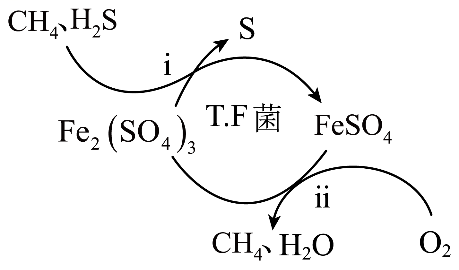 CH₄、H₂S
S
i
Fe₂(SO₄)₃
T.F菌
FeSO₄
ii
CH₄、H₂O
O₂